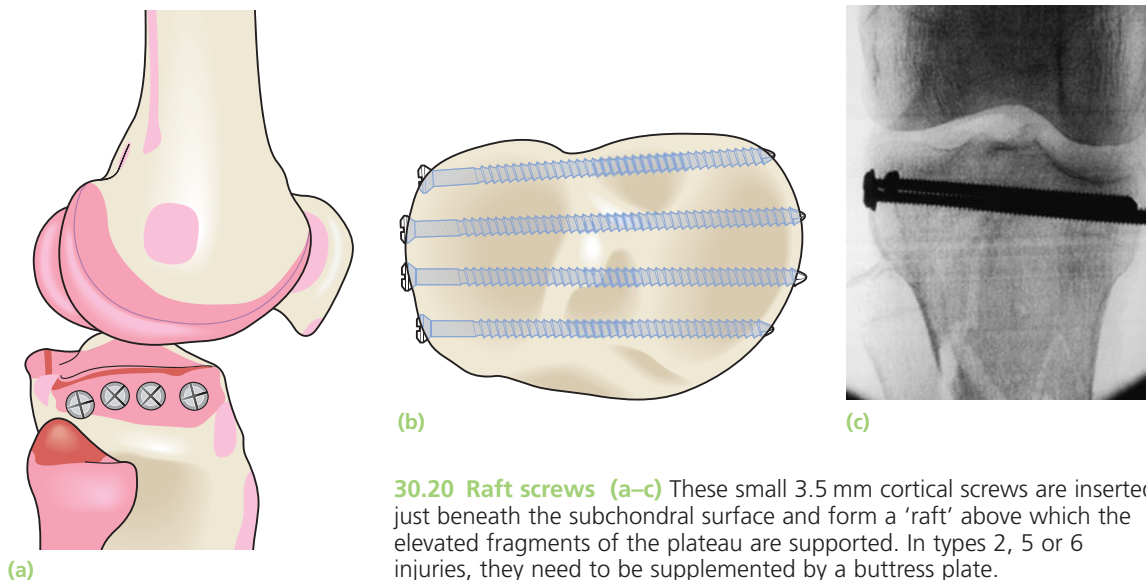 (a)
(b)
(c)
30.20 Raft screws (a–c) These small 3.5 mm cortical screws are inserted
just beneath the subchondral surface and form a ‘raft’ above which the
elevated fragments of the plateau are supported. In types 2, 5 or 6
injuries, they need to be supplemented by a buttress plate.